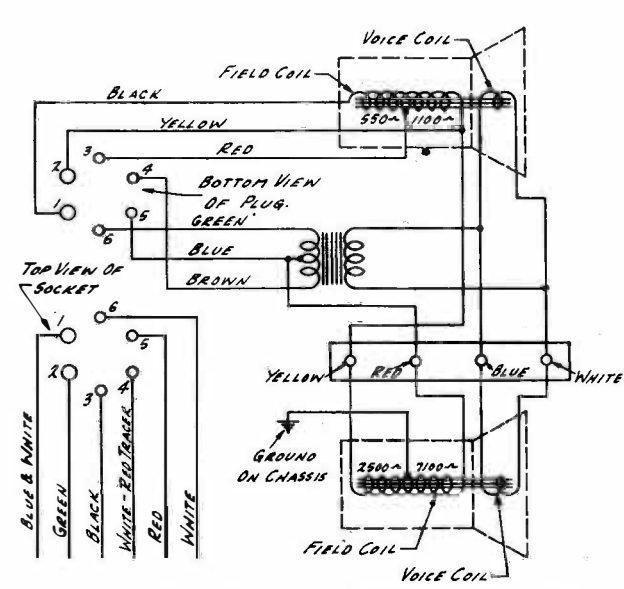 VOICE COIL
FIELD COIL
BLACK
550~ 1100~
YELLOW
3 RED
2 4
BOTTOM VIEW
OF PLUG.
1 5
GREEN
6
BLUE
TOP VIEW OF
SOCKET
BROWN
6
1 5
2 4
3
YELLOW RED BLUE WHITE
GROUND
ON CHASSIS
2500~ 7100~
BLUE & WHITE
GREEN
BLACK
WHITE-RED TRACER
RED
WHITE
FIELD COIL
VOICE COIL